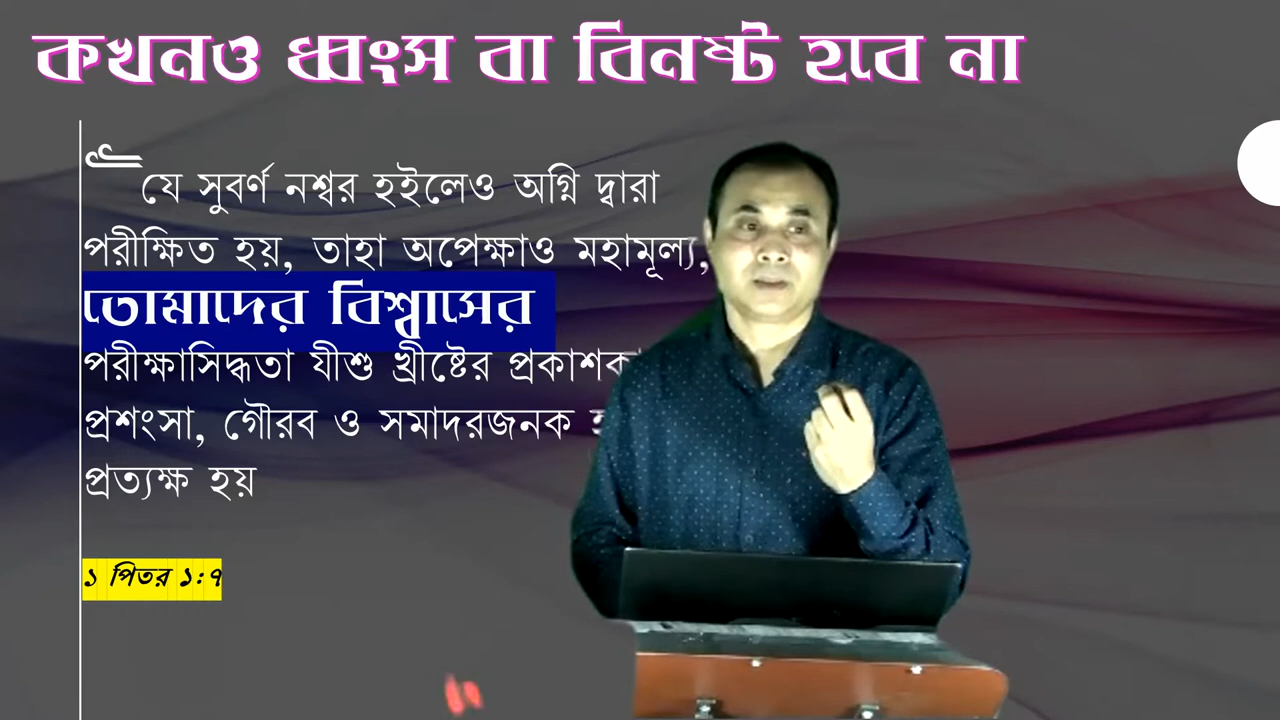 কখনও ধ্বংস বা বিনষ্ট হবে না
যে সুবর্ণ নশ্বর হইলেও অগ্নি দ্বারা
পরীক্ষিত হয়, তাহা অপেক্ষাও মহামূল্য,
তোমাদের বিশ্বাসের
পরীক্ষাসিদ্ধতা যীশু খ্রীষ্টের
প্রশংসা, গৌরব ও সমাদরজনক
প্রত্যক্ষ হয়
১ পিতর ১:৭